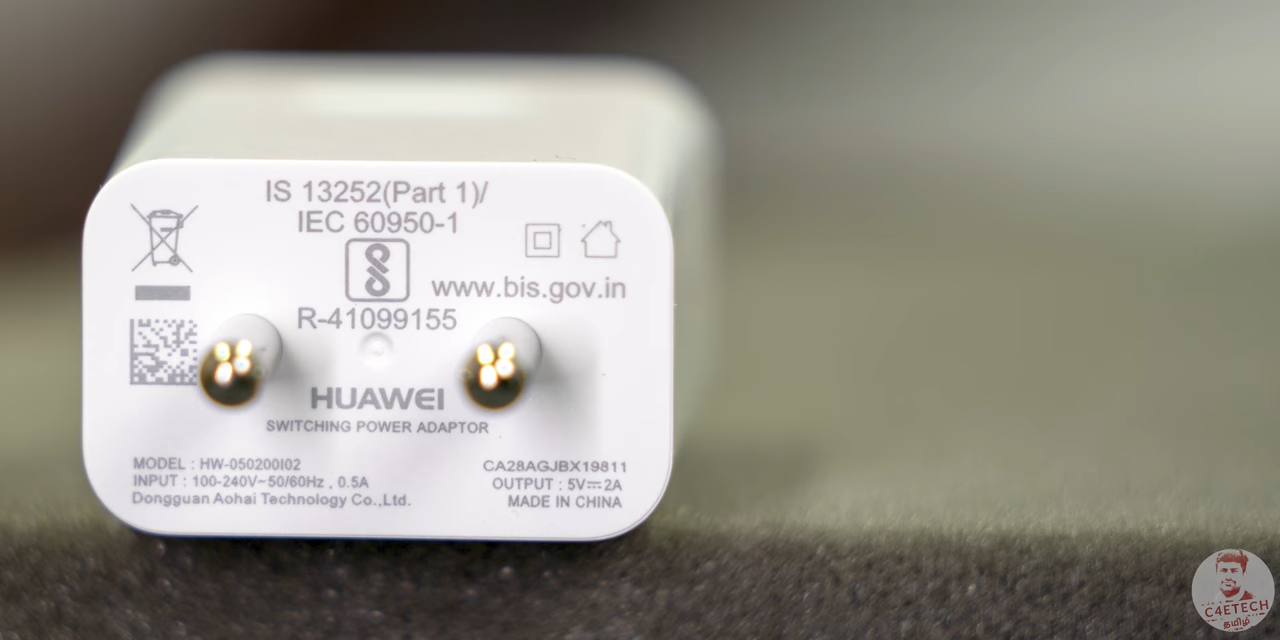 IS 13252(Part 1)/
IEC 60950-1
www.bis.gov.in
R-41099155
HUAWEI
SWITCHING POWER ADAPTOR
MODEL : HW-050200I02
INPUT : 100-240V~50/60Hz , 0.5A
Dongguan Aohai Technology Co.,Ltd.
CA28AGJBX19811
OUTPUT : 5V⎓2A
MADE IN CHINA
C4ETECH
தமிழ்